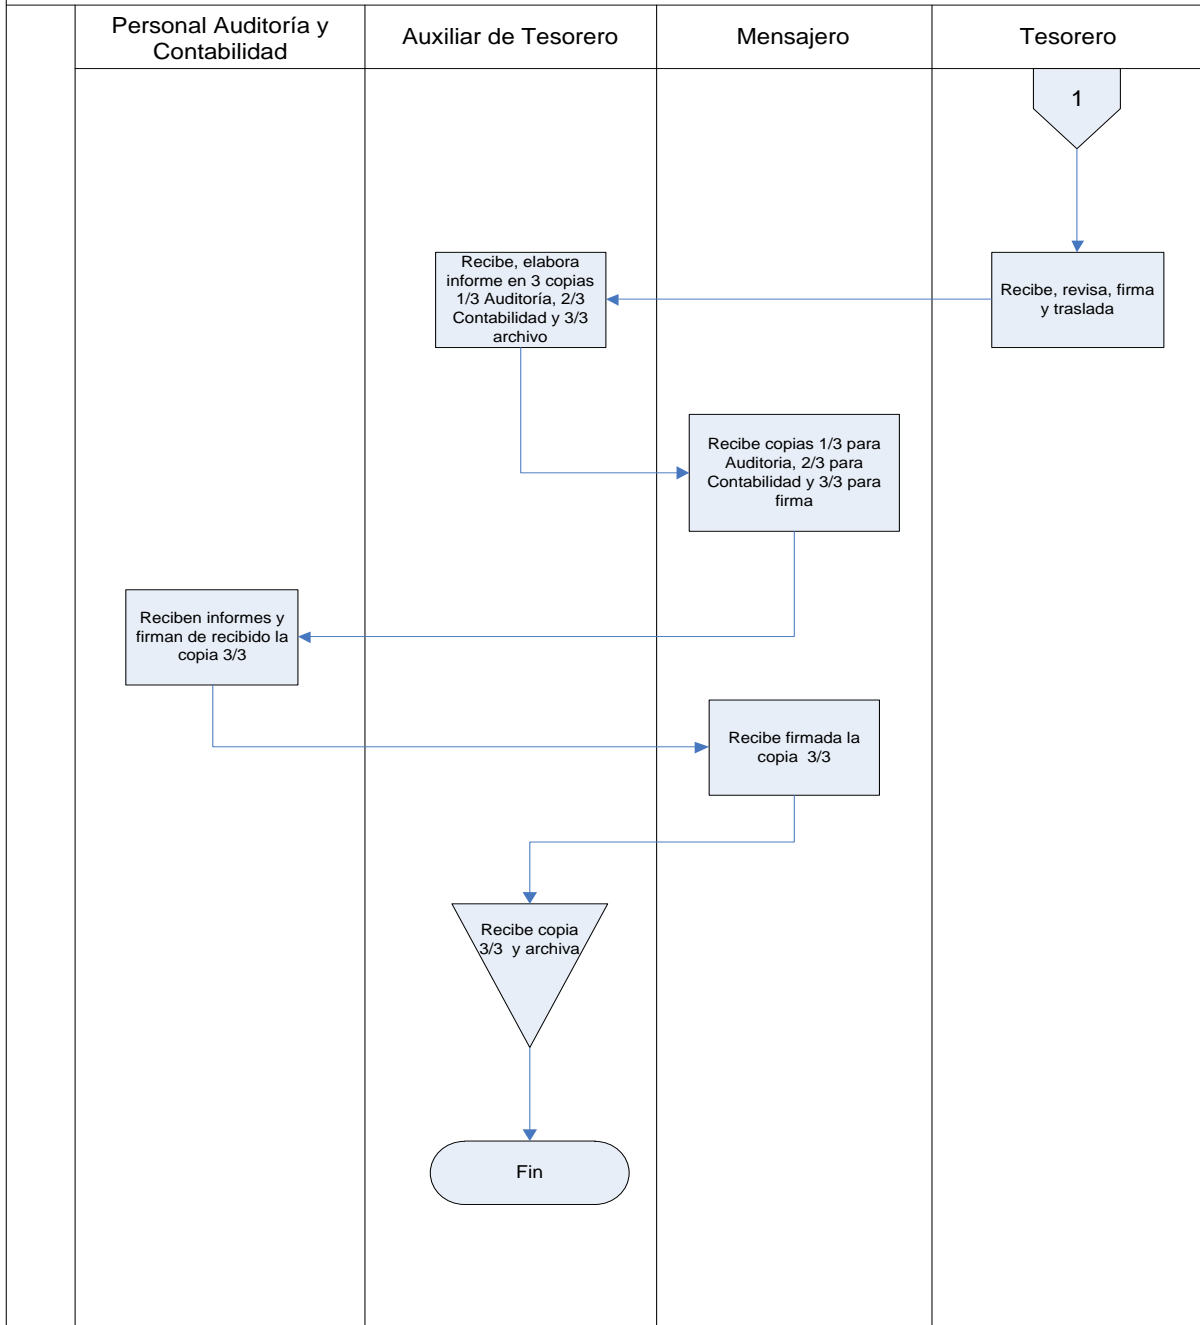 Personal Auditoría y
Contabilidad
Auxiliar de Tesorero
Mensajero
Tesorero
1
Recibe, revisa, firma
y traslada
Recibe, elabora
informe en 3 copias
1/3 Auditoría, 2/3
Contabilidad y 3/3
archivo
Recibe copias 1/3 para
Auditoria, 2/3 para
Contabilidad y 3/3 para
firma
Reciben informes y
firman de recibido la
copia 3/3
Recibe firmada la
copia 3/3
Recibe copia
3/3 y archiva
Fin